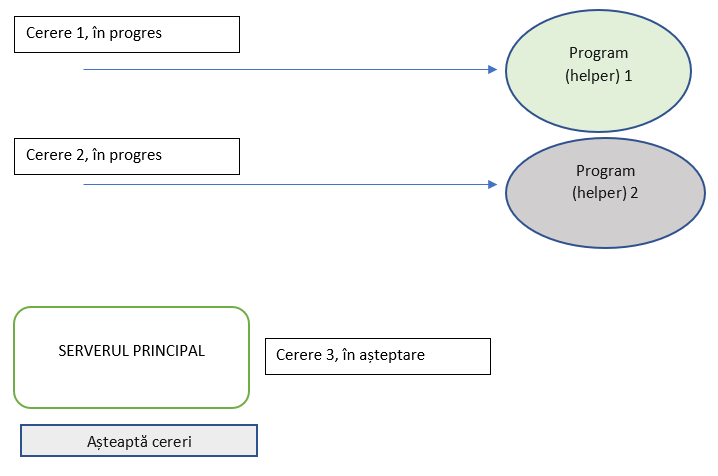 Cerere 1, în progres
Program
(helper) 1
Cerere 2, în progres
Program
(helper) 2
SERVERUL PRINCIPAL
Cerere 3, în așteptare
Așteaptă cereri